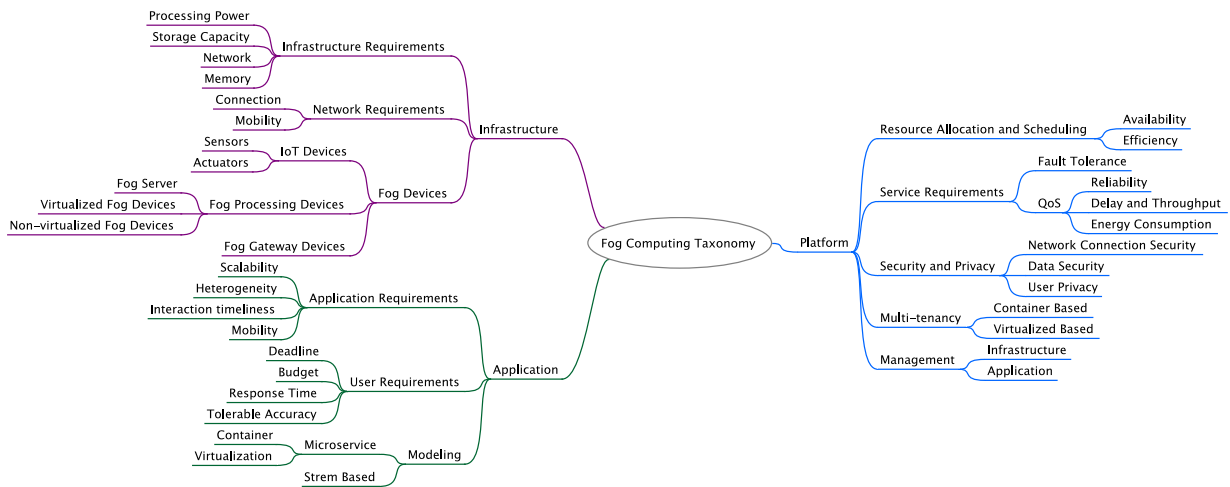 Processing Power
Storage Capacity
Network
Memory
Infrastructure Requirements
Connection
Mobility
Network Requirements
Sensors
Actuators
IoT Devices
Fog Server
Virtualized Fog Devices
Non-virtualized Fog Devices
Fog Processing Devices
Fog Gateway Devices
Fog Devices
Infrastructure
Scalability
Heterogeneity
Interaction timeliness
Mobility
Application Requirements
Deadline
Budget
Response Time
Tolerable Accuracy
User Requirements
Container
Virtualization
Microservice
Strem Based
Modeling
Application
Fog Computing Taxonomy
Platform
Resource Allocation and Scheduling
Availability
Efficiency
Service Requirements
Fault Tolerance
QoS
Reliability
Delay and Throughput
Energy Consumption
Security and Privacy
Network Connection Security
Data Security
User Privacy
Multi-tenancy
Container Based
Virtualized Based
Management
Infrastructure
Application